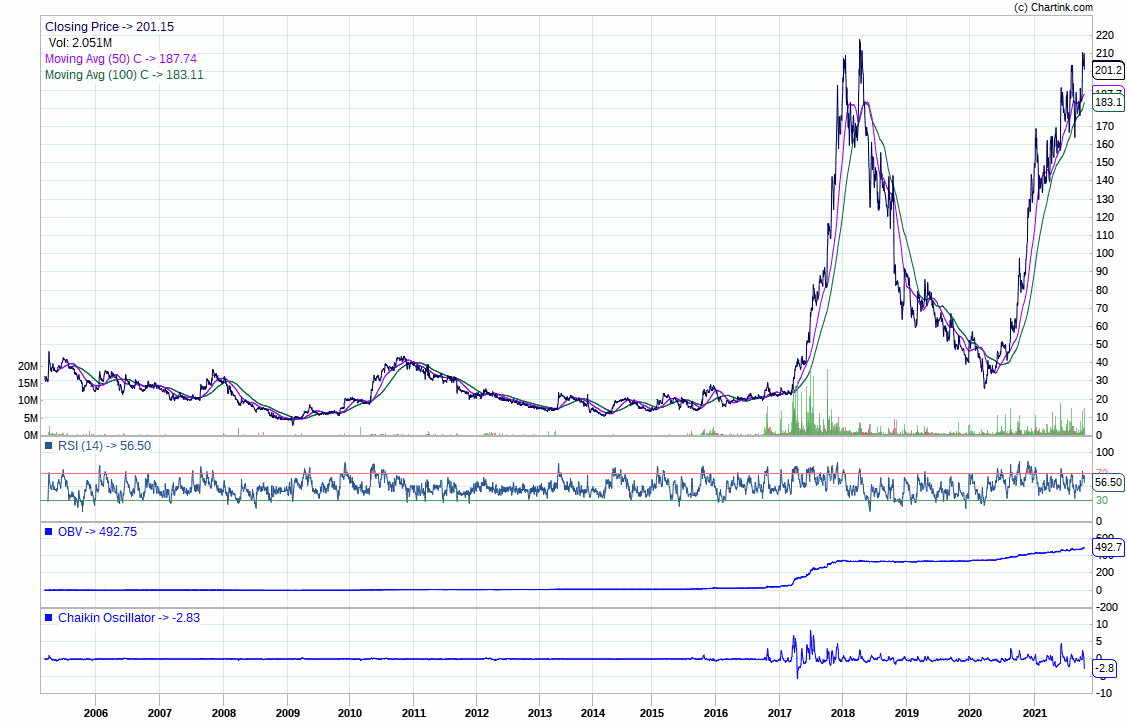 (c) Chartink.com
Closing Price -> 201.15
Vol: 2.051M
Moving Avg (50) C -> 187.74
Moving Avg (100) C -> 183.11
220
210
201.2
187.7
183.1
170
160
150
140
130
120
110
100
90
80
70
60
50
20M 40
15M 30
10M 20
5M 10
0M 0
RSI (14) -> 56.50
100
70
56.50
30
0
OBV -> 492.75
600
492.7
200
0
-200
Chaikin Oscillator -> -2.83
10
5
0
-2.8
-10
2006 2007 2008 2009 2010 2011 2012 2013 2014 2015 2016 2017 2018 2019 2020 2021